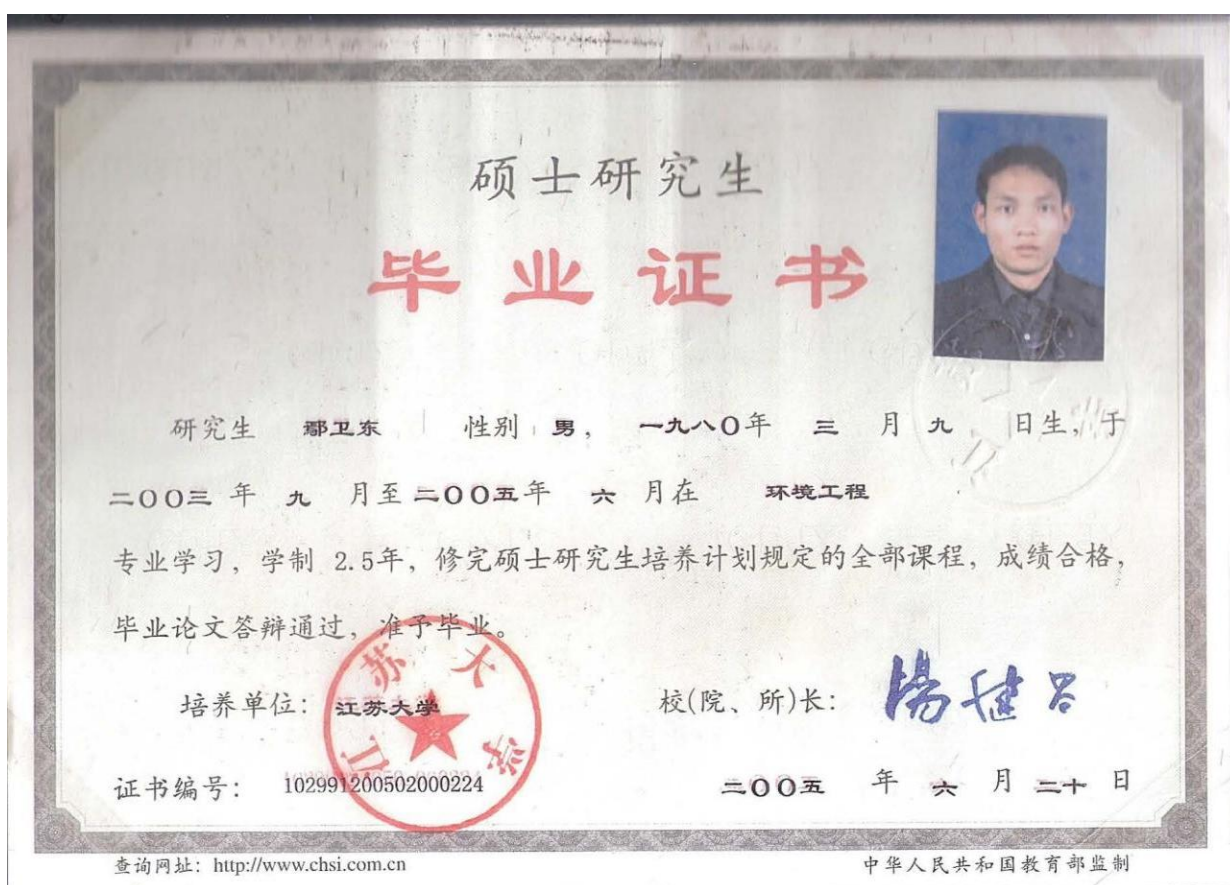 硕士研究生
毕业证书
研究生 鄢卫东 性别 男, 一九八〇年 三 月 九 日生,于
二〇〇三 年 九 月至 二〇〇五年 六 月在 环境工程
专业学习, 学制 2.5年, 修完硕士研究生培养计划规定的全部课程, 成绩合格,
毕业论文答辩通过, 准予毕业。
培养单位: 江苏大学
校(院、所)长:
江苏大学
证书编号: 102991200502000224
二〇〇五 年 六 月 二十 日
查询网址: http://www.chsi.com.cn
中华人民共和国教育部监制